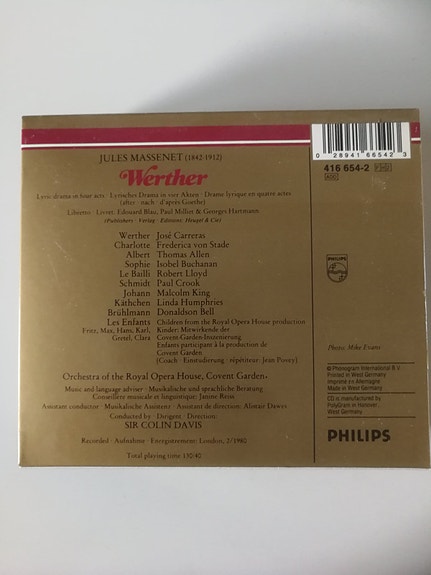 JULES MASSENET (1842-1912)
Werther
Lyric drama in four acts · Lyrisches Drama in vier Akten · Drame lyrique en quatre actes
(after · nach · d'après Goethe)
Libretto · Livret: Edouard Blau, Paul Milliet & Georges Hartmann
(Publishers · Verlag · Editions: Heugel & Cie)
Werther José Carreras
Charlotte Frederica von Stade
Albert Thomas Allen
Sophie Isobel Buchanan
Le Bailli Robert Lloyd
Schmidt Paul Crook
Johann Malcolm King
Käthchen Linda Humphries
Brühlmann Donaldson Bell
Les Enfants Children from the Royal Opera House production
Fritz, Max, Hans, Karl, Kinder: Mitwirkende der
Gretel, Clara Covent Garden-Inszenierung
Enfants participant à la production de
Covent Garden
(Coach · Einstudierung · répétiteur: Jean Povey)
Orchestra of the Royal Opera House, Covent Garden
Music and language adviser · Musikalische und sprachliche Beratung
Conseillère musicale et linguistique: Janine Reiss
Assistant conductor · Musikalische Assistenz · Assistant de direction: Alistair Dawes
Conducted by · Dirigent · Direction:
SIR COLIN DAVIS
Recorded · Aufnahme · Enregistrement: London, 2/1980
Total playing time 130:40
0 28941 66542 3
416 654-2
ADD
PHILIPS
Photo: Mike Evans
℗ Phonogram International B.V.
Printed in West Germany
Imprimé en Allemagne
Made in West Germany
CD is manufactured by
PolyGram in Hanover,
West Germany
PHILIPS